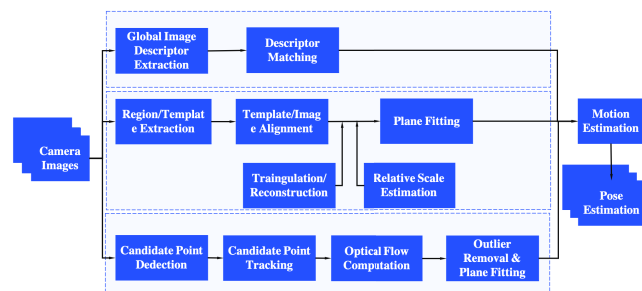 Global Image
Descriptor
Extraction
Descriptor
Matching
Region/Templat
e Extraction
Template/Imag
e Alignment
Plane Fitting
Motion
Estimation
Camera
Images
Traingulation/
Reconstruction
Relative Scale
Estimation
Pose
Estimation
Candidate Point
Dedection
Candidate Point
Tracking
Optical Flow
Computation
Outlier
Removal &
Plane Fitting